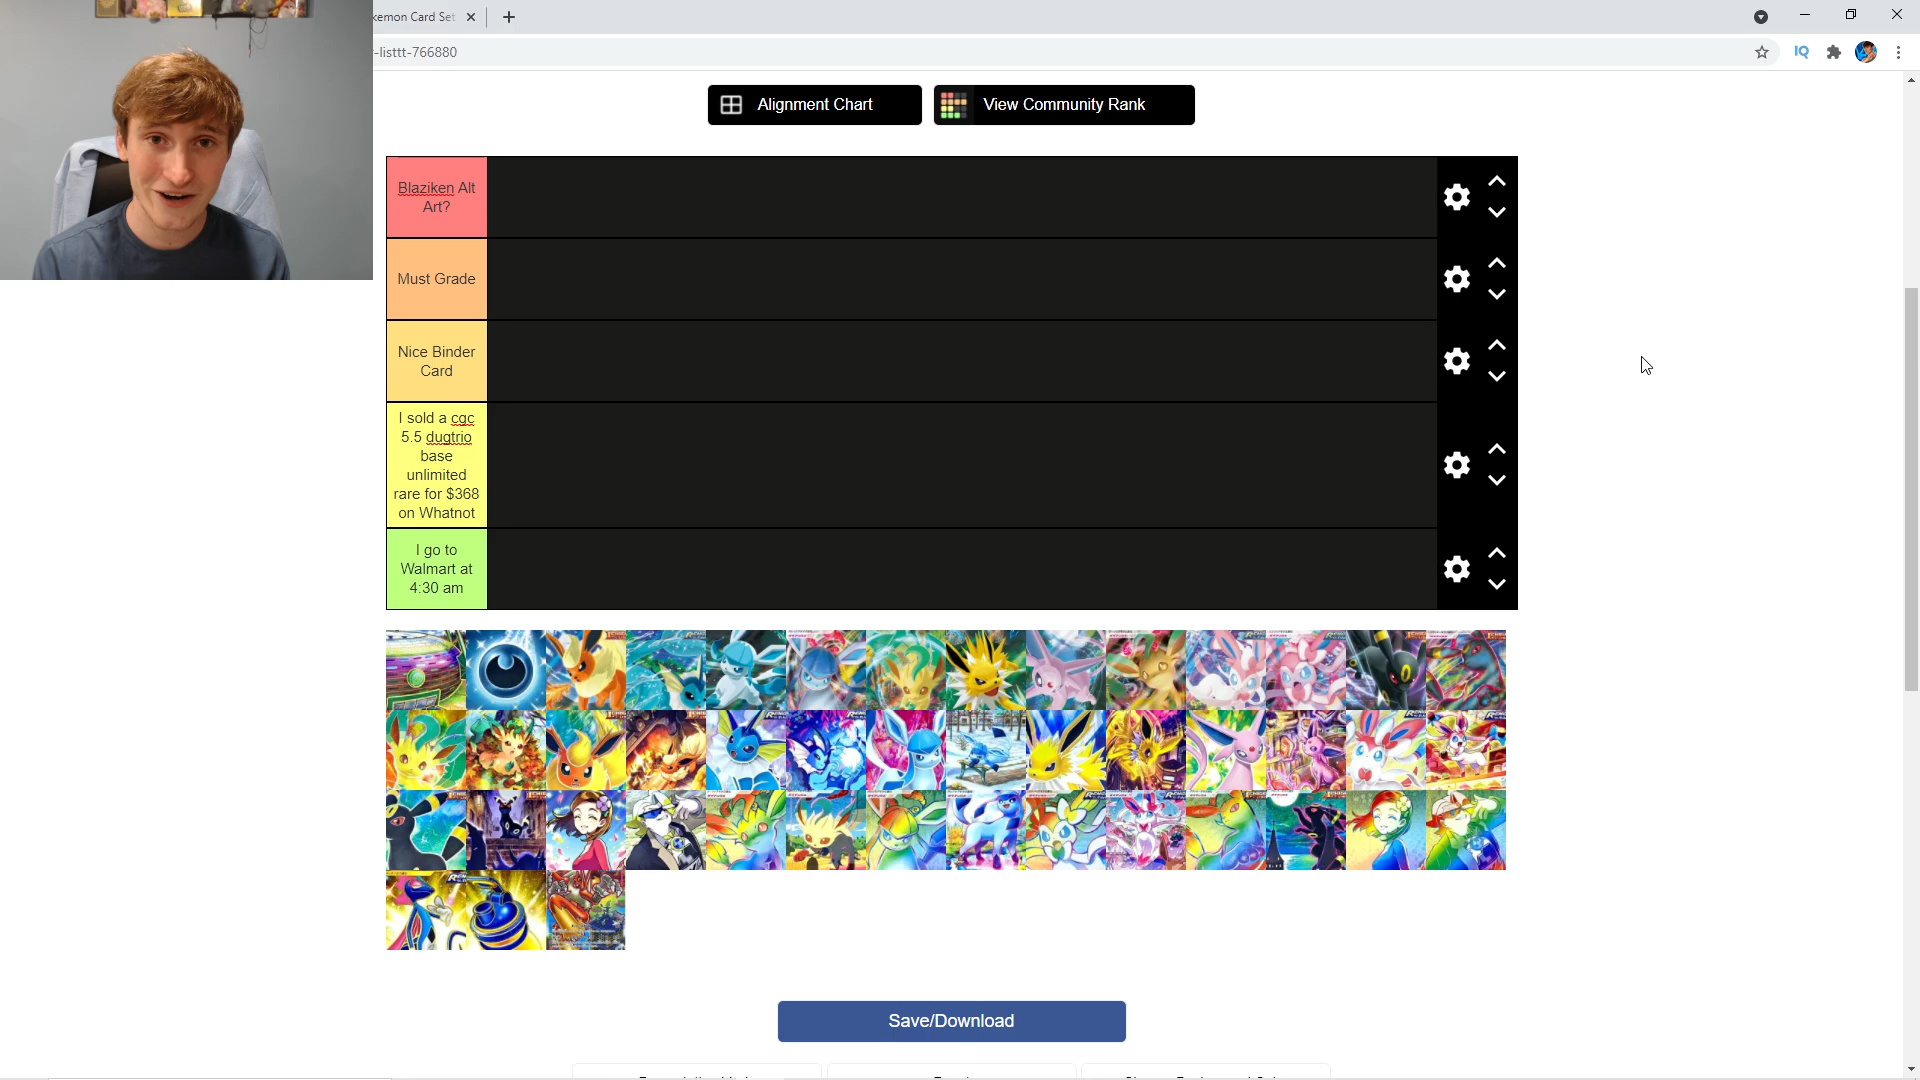 kemon Card Set
-listtt-766880
Alignment Chart
View Community Rank
Blaziken Alt
Art?
Must Grade
Nice Binder
Card
I sold a cgc
5.5 dugtrio
base
unlimited
rare for $368
on Whatnot
I go to
Walmart at
4:30 am
IQ
Save/Download